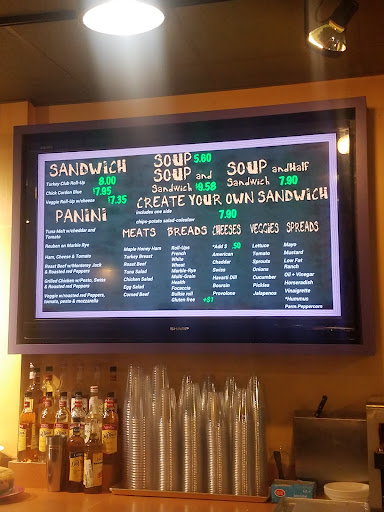 SANDWICH
Turkey Club Roll-Up 8.00
Chick Cordon Blue $7.95
Veggie Roll-Up w/cheese $7.35
PANINI
Tuna Melt w/cheddar and Tomato
Reuben on Marble Rye
Ham, Cheese & Tomato
Roast Beef w/Monterey Jack & Roasted red Peppers
Grilled Chicken w/Pesto, Swiss & Roasted red Peppers
Veggie w/roasted red peppers, tomato, pesto & mozzarella
SOUP 5.80
SOUP and Sandwich $9.58
SOUP and Half Sandwich 7.90
CREATE YOUR OWN SANDWICH
includes one side
chips-potato salad-coleslaw 7.90
MEATS
Maple Honey Ham
Turkey Breast
Roast Beef
Tuna Salad
Chicken Salad
Egg Salad
Corned Beef
BREADS
Roll-Ups
French
White
Wheat
Marble-Rye
Multi-Grain
Health
Focaccia
Bulkie roll
Gluten free +$1
CHEESES
*Add $ .50
American
Cheddar
Swiss
Havarti Dill
Boursin
Provolone
VEGGIES
Lettuce
Tomato
Sprouts
Onions
Cucumber
Pickles
Jalapenos
SPREADS
Mayo
Mustard
Low Fat
Ranch
Oil + Vinegar
Horseradish
Vinaigrette
*Hummus
Parm.Peppercorn
SHARP